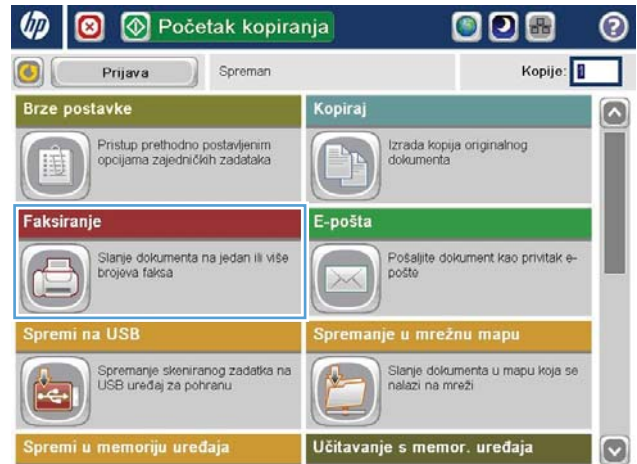 hp
Početak kopiranja
?
Prijava
Spreman
Kopije: 1
Brze postavke
Pristup prethodno postavljenim
opcijama zajedničkih zadataka
Kopiraj
Izrada kopija originalnog
dokumenta
Faksiranje
Slanje dokumenta na jedan ili više
brojeva faksa
E-pošta
Pošaljite dokument kao privitak e-
pošte
Spremi na USB
Spremanje skeniranog zadatka na
USB uređaj za pohranu
Spremanje u mrežnu mapu
Slanje dokumenta u mapu koja se
nalazi na mreži
Spremi u memoriju uređaja
Učitavanje s memor. uređaja